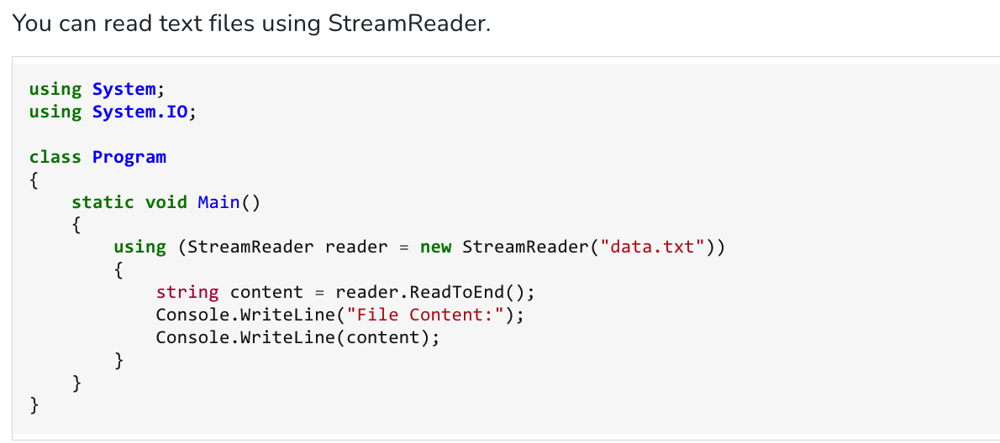 You can read text files using StreamReader.
using System;
using System.IO;
class Program
{
    static void Main()
    {
        using (StreamReader reader = new StreamReader("data.txt"))
        {
            string content = reader.ReadToEnd();
            Console.WriteLine("File Content:");
            Console.WriteLine(content);
        }
    }
}